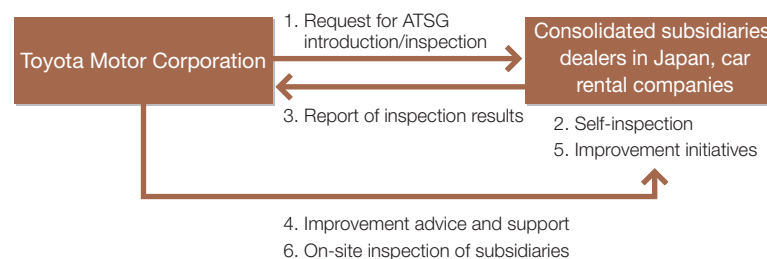 Toyota Motor Corporation
1. Request for ATSG
introduction/inspection
Consolidated subsidiaries
dealers in Japan, car
rental companies
3. Report of inspection results
2. Self-inspection
5. Improvement initiatives
4. Improvement advice and support
6. On-site inspection of subsidiaries